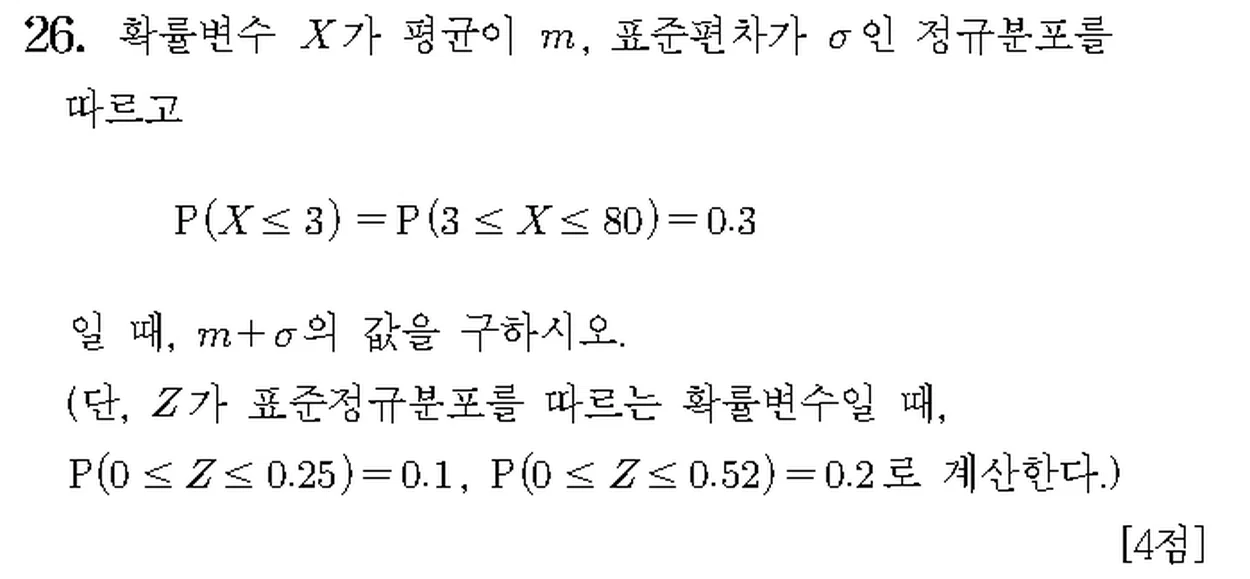 26. 확률변수 X가 평균이 m, 표준편차가 σ인 정규분포를
따르고
P(X≤ 3) = P(3 ≤ X≤ 80) = 0.3
일 때, m+σ의 값을 구하시오.
(단, Z가 표준정규분포를 따르는 확률변수일 때,
P(0 ≤ Z≤ 0.25) = 0.1, P(0 ≤ Z≤ 0.52) = 0.2로 계산한다.)
[4점]